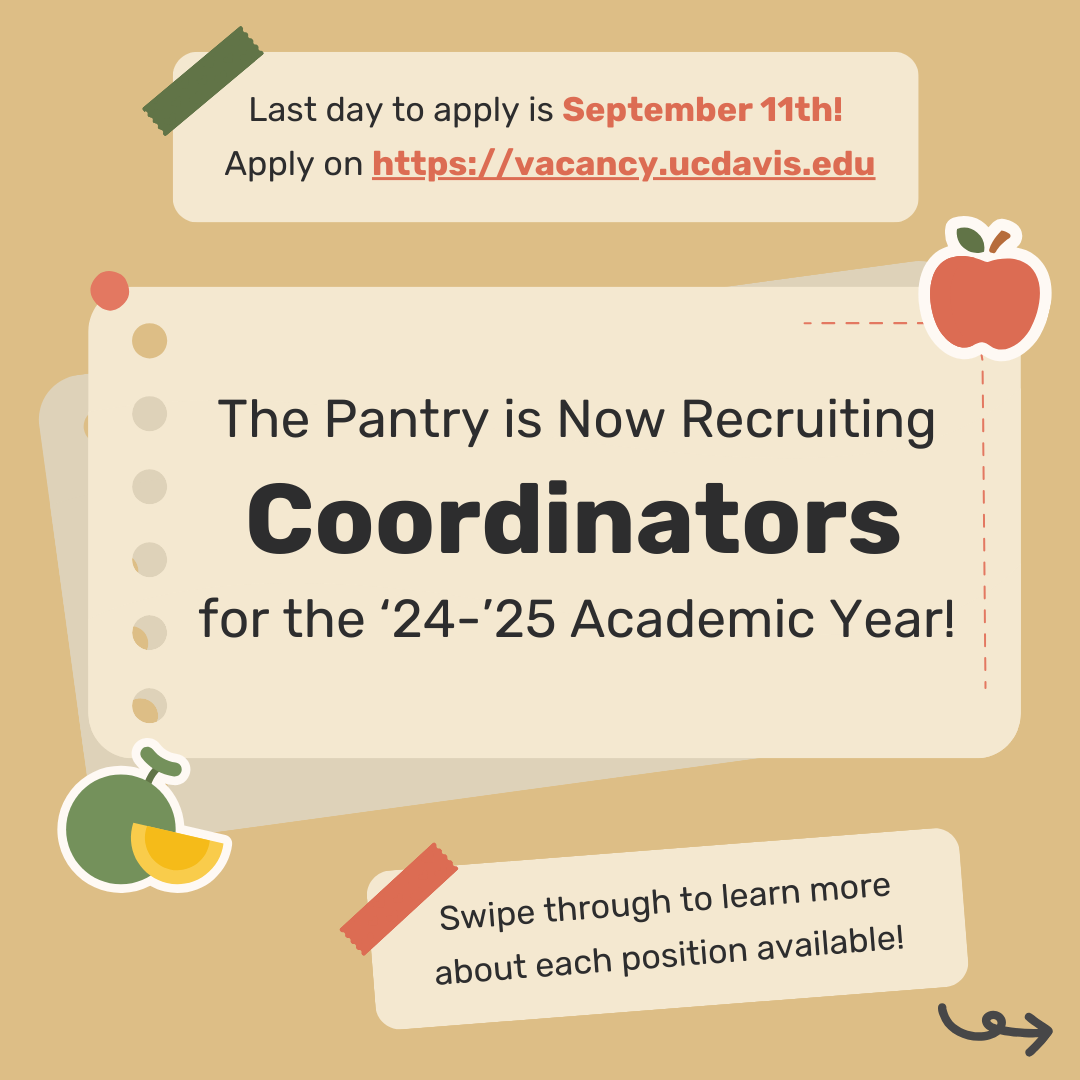 Last day to apply is September 11th!
Apply on https://vacancy.ucdavis.edu
The Pantry is Now Recruiting
Coordinators
for the ‘24-’25 Academic Year!
Swipe through to learn more
about each position available!